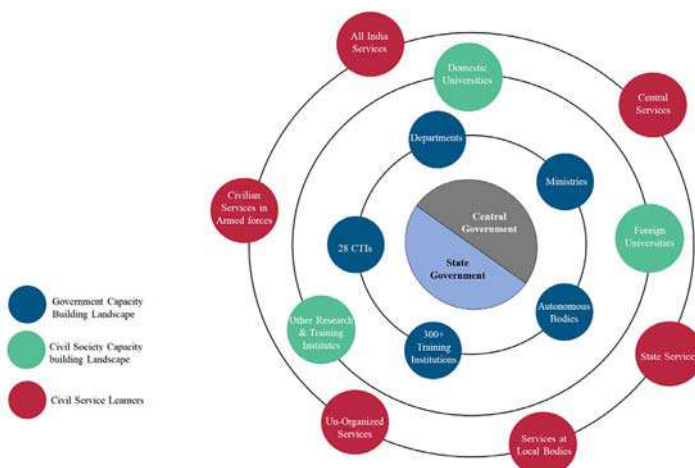 All India
Services
Domestic
Universities
Central
Services
Departments
Ministries
Civilian
Services in
Armed forces
Central
Government
28 CTIs
State
Government
Foreign
Universities
Government Capacity
Building Landscape
Autonomous
Bodies
Other Research
& Training
Institutes
300+
Training
Institutions
Civil Society Capacity
building Landscape
State Service
Civil Service Learners
Un-Organized
Services
Services at
Local Bodies